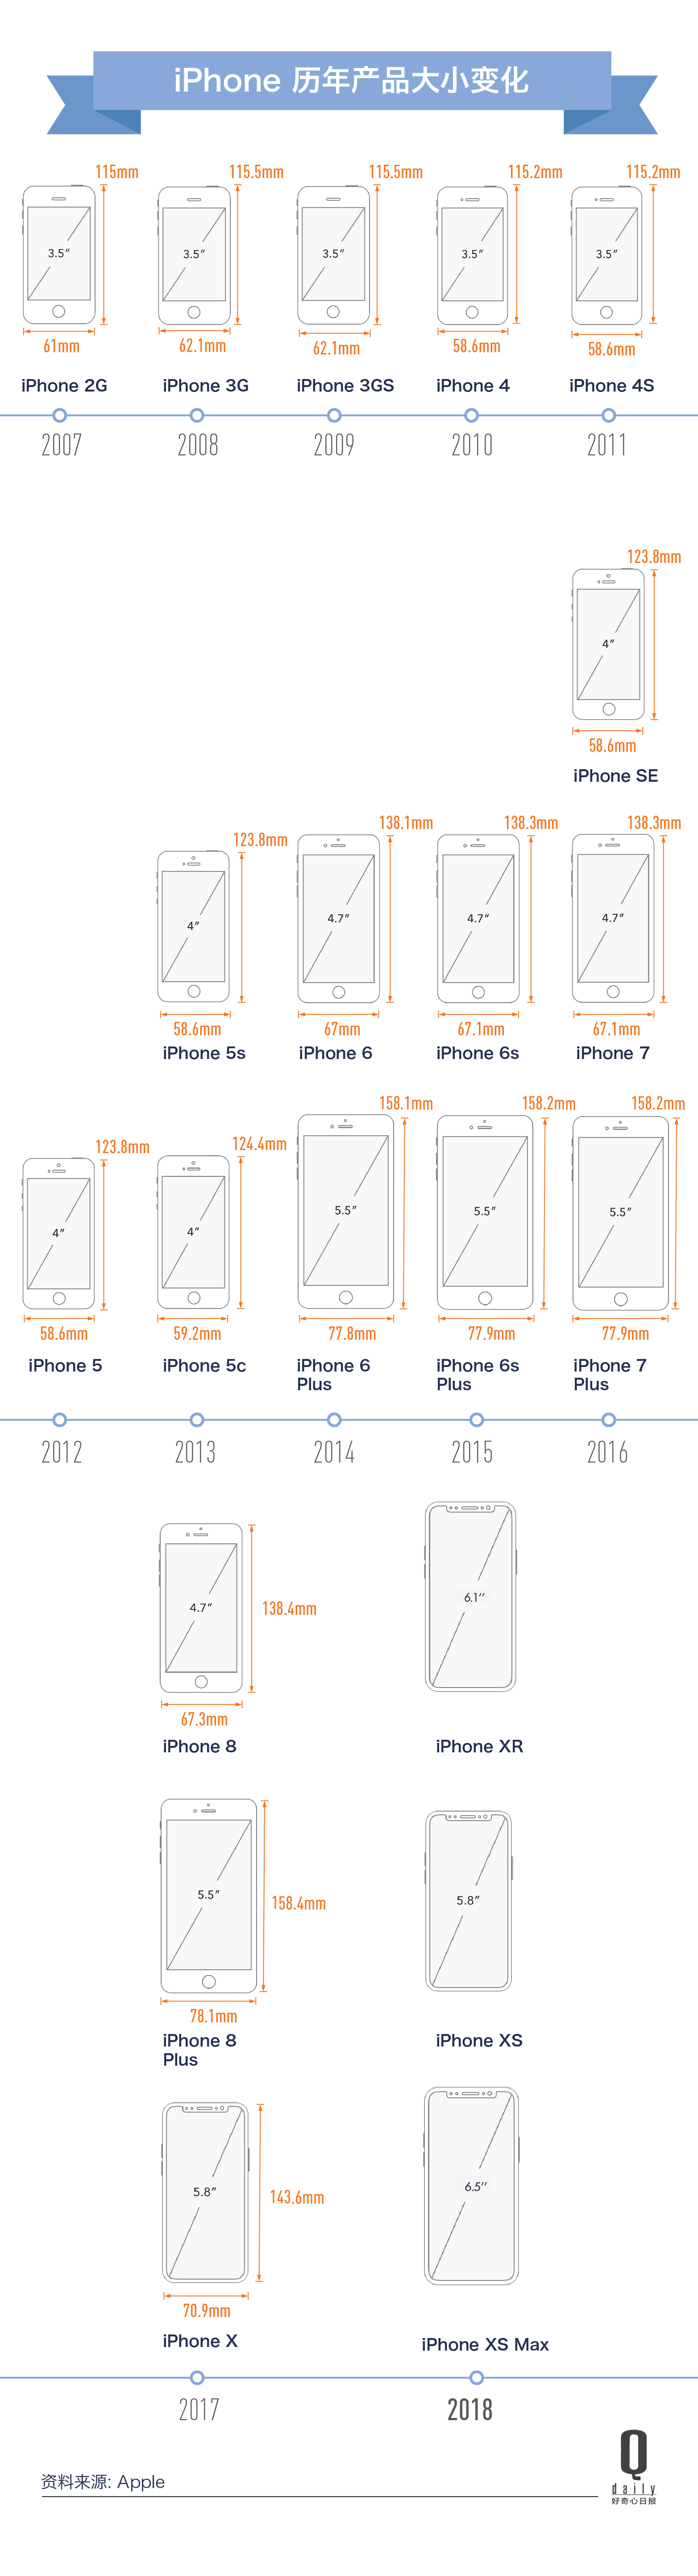 iPhone 历年产品大小变化
115mm
115.5mm
115.5mm
115.2mm
115.2mm
3.5”
3.5”
3.5”
3.5”
3.5”
61mm
62.1mm
62.1mm
58.6mm
58.6mm
iPhone 2G
iPhone 3G
iPhone 3GS
iPhone 4
iPhone 4S
2007
2008
2009
2010
2011
123.8mm
4”
58.6mm
iPhone SE
123.8mm
138.1mm
138.3mm
138.3mm
4”
4.7”
4.7”
4.7”
58.6mm
67mm
67.1mm
67.1mm
iPhone 5s
iPhone 6
iPhone 6s
iPhone 7
123.8mm
124.4mm
158.1mm
158.2mm
158.2mm
4”
4”
5.5”
5.5”
5.5”
58.6mm
59.2mm
77.8mm
77.9mm
77.9mm
iPhone 5
iPhone 5c
iPhone 6
Plus
iPhone 6s
Plus
iPhone 7
Plus
2012
2013
2014
2015
2016
4.7”
138.4mm
67.3mm
iPhone 8
6.1’’
iPhone XR
5.5”
158.4mm
78.1mm
iPhone 8
Plus
5.8”
iPhone XS
5.8”
143.6mm
70.9mm
iPhone X
6.5’’
iPhone XS Max
2017
2018
资料来源: Apple
Q
daily
好奇心日报